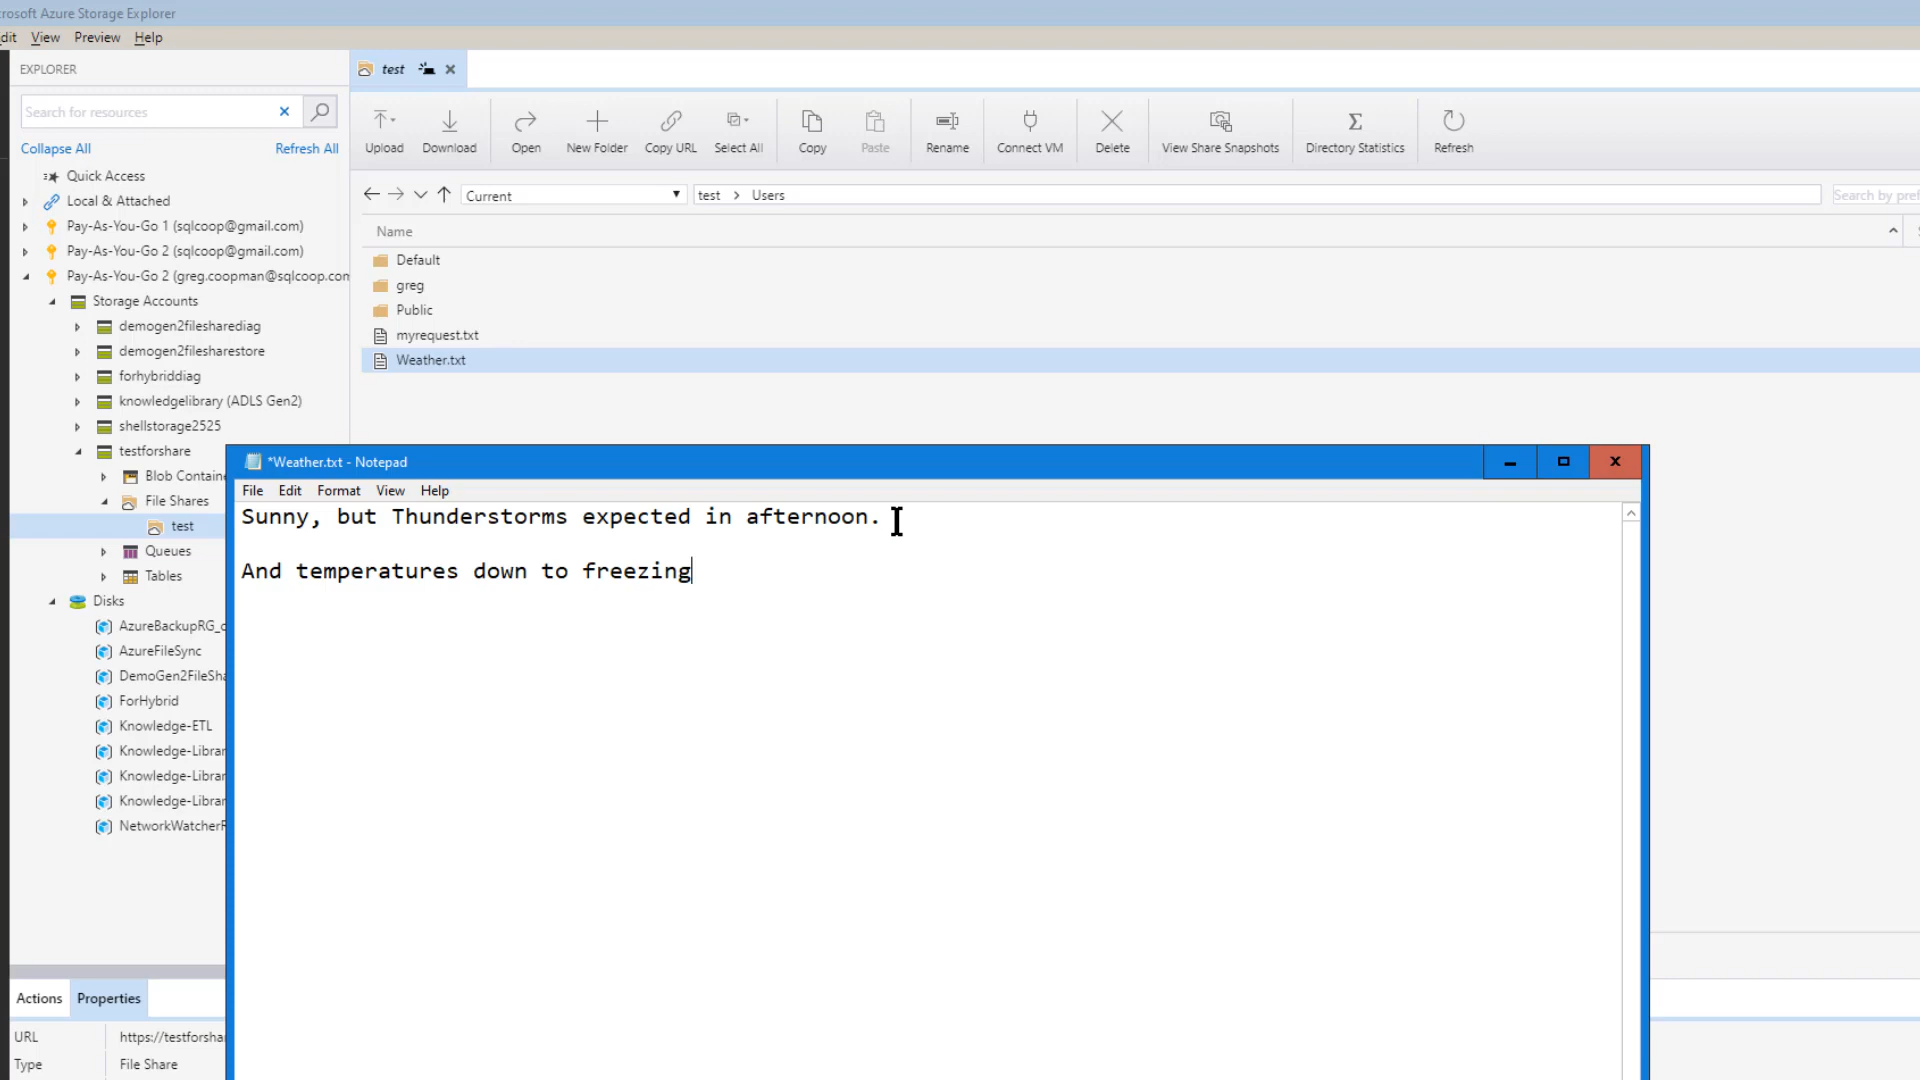 rosoft Azure Storage Explorer
dit View Preview Help
EXPLORER
Search for resources
Collapse All Refresh All
Quick Access
Local & Attached
Pay-As-You-Go 1 (sqlcoop@gmail.com)
Pay-As-You-Go 2 (sqlcoop@gmail.com)
Pay-As-You-Go 2 (greg.coopman@sqlcoop.com
Storage Accounts
demogen2filesharediag
demogen2filesharestore
forhybriddiag
knowledgelibrary (ADLS Gen2)
shellstorage2525
testforshare
Blob Containe
File Shares
test
Queues
Tables
Disks
AzureBackupRG_c
AzureFileSync
DemoGen2FileSha
ForHybrid
Knowledge-ETL
Knowledge-Librar
Knowledge-Librar
Knowledge-Librar
NetworkWatcherR
Actions Properties
URL https://testforshar
Type File Share
test
Upload Download Open New Folder Copy URL Select All Copy Paste Rename Connect VM Delete View Share Snapshots Directory Statistics Refresh
Current test > Users Search by pref
Name
Default
greg
Public
myrequest.txt
Weather.txt
*Weather.txt - Notepad
File Edit Format View Help
Sunny, but Thunderstorms expected in afternoon.
And temperatures down to freezing